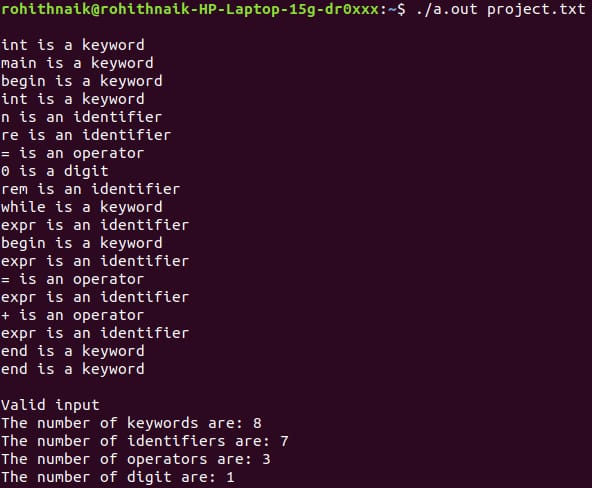 rohithnaik@rohithnaik-HP-Laptop-15g-dr0xxx:~$ ./a.out project.txt
int is a keyword
main is a keyword
begin is a keyword
int is a keyword
n is an identifier
re is an identifier
= is an operator
0 is a digit
rem is an identifier
while is a keyword
expr is an identifier
begin is a keyword
expr is an identifier
= is an operator
expr is an identifier
+ is an operator
expr is an identifier
end is a keyword
end is a keyword
Valid input
The number of keywords are: 8
The number of identifiers are: 7
The number of operators are: 3
The number of digit are: 1